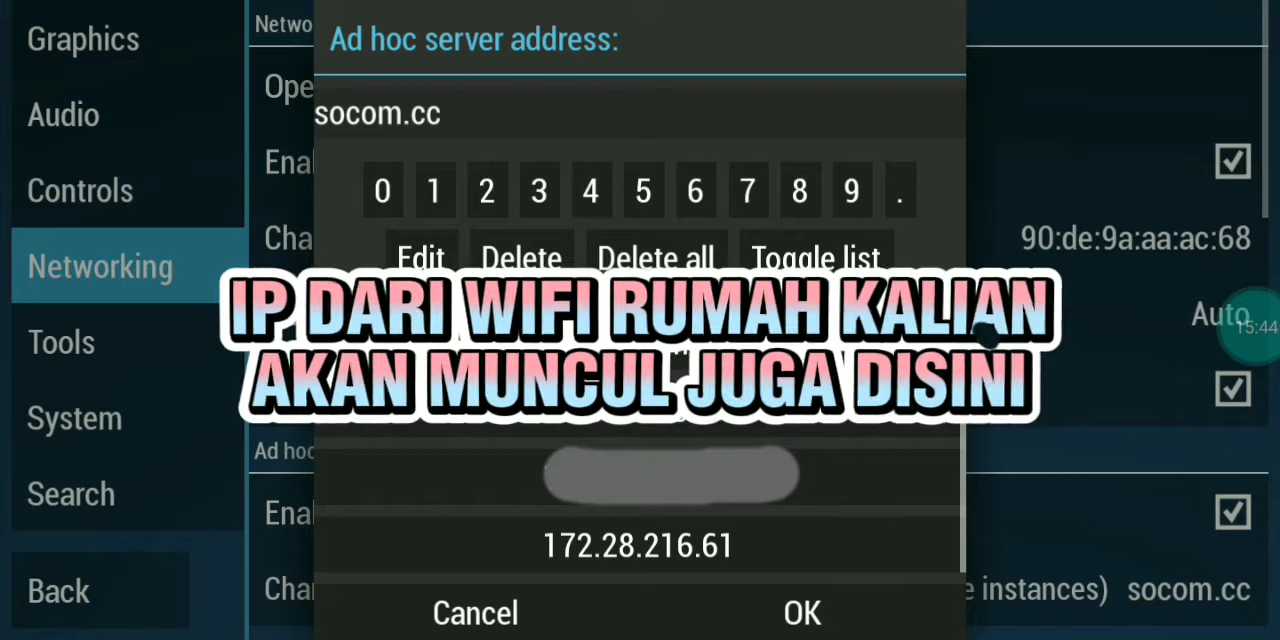 Graphics
Audio
Controls
Networking
Tools
System
Search
Back
Netwo
Ad hoc server address:
socom.cc
0 1 2 3 4 5 6 7 8 9 .
Edit Delete Delete all Toggle list
90:de:9a:aa:ac:68
Auto
15:44
IP DARI WIFI RUMAH KALIAN
AKAN MUNCUL JUGA DISINI
Ad hoc
172.28.216.61
Cancel OK
Ope
Ena
Cha
Ena
Cha
e instances) socom.cc